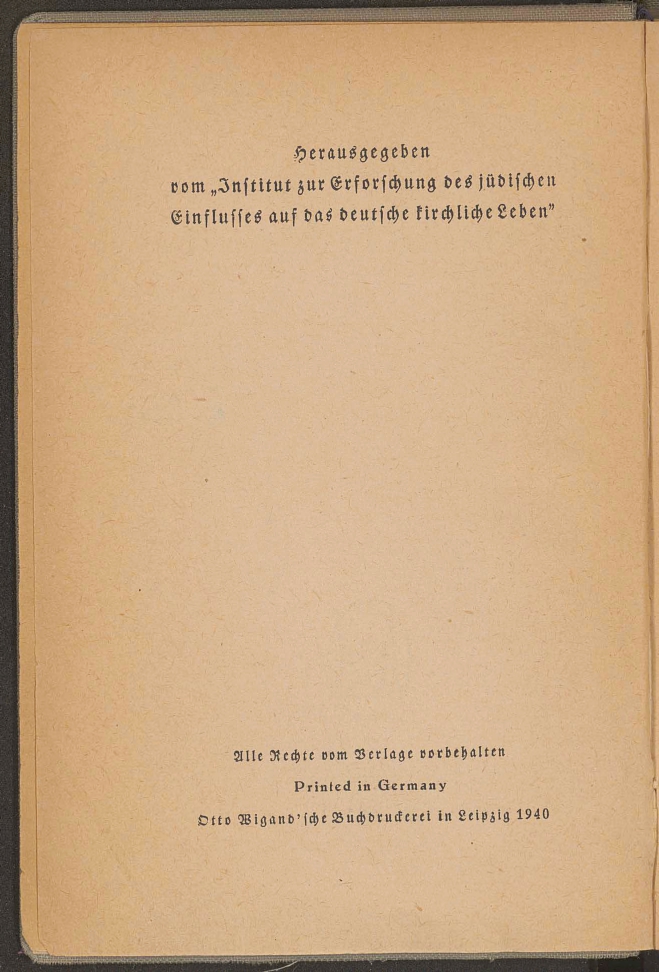 Herausgegeben
vom „Institut zur Erforschung des jüdischen
Einflusses auf das deutsche kirchliche Leben”
Alle Rechte vom Verlage vorbehalten
Printed in Germany
Otto Wigand'sche Buchdruckerei in Leipzig 1940